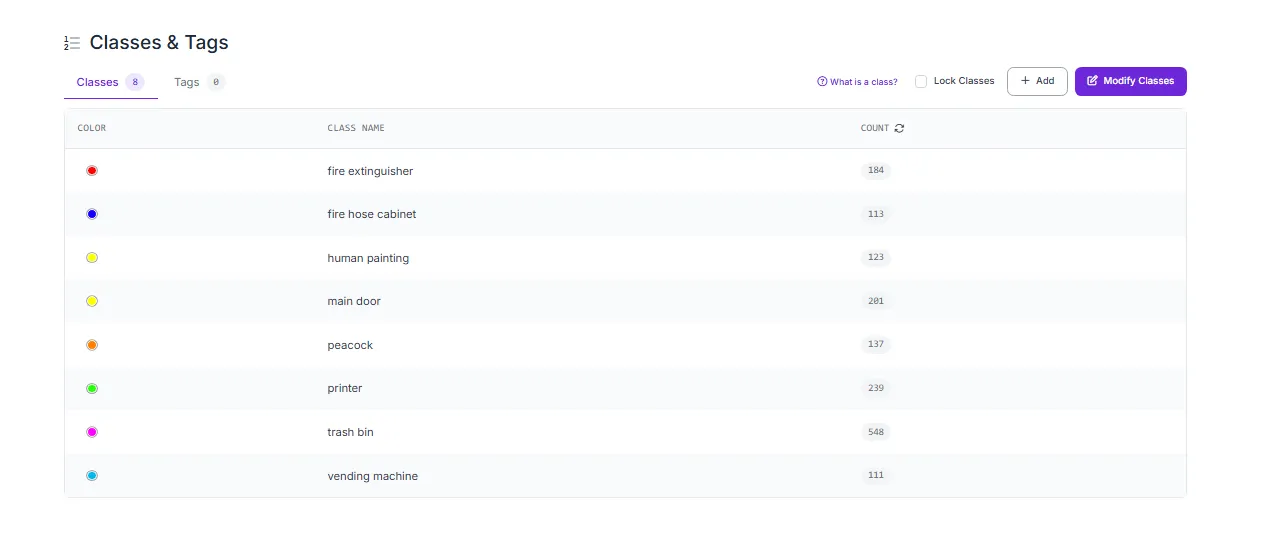 Classes & Tags
Classes 8 Tags 0 What is a class? Lock Classes + Add Modify Classes
COLOR CLASS NAME COUNT
fire extinguisher 184
fire hose cabinet 113
human painting 123
main door 201
peacock 137
printer 239
trash bin 548
vending machine 111